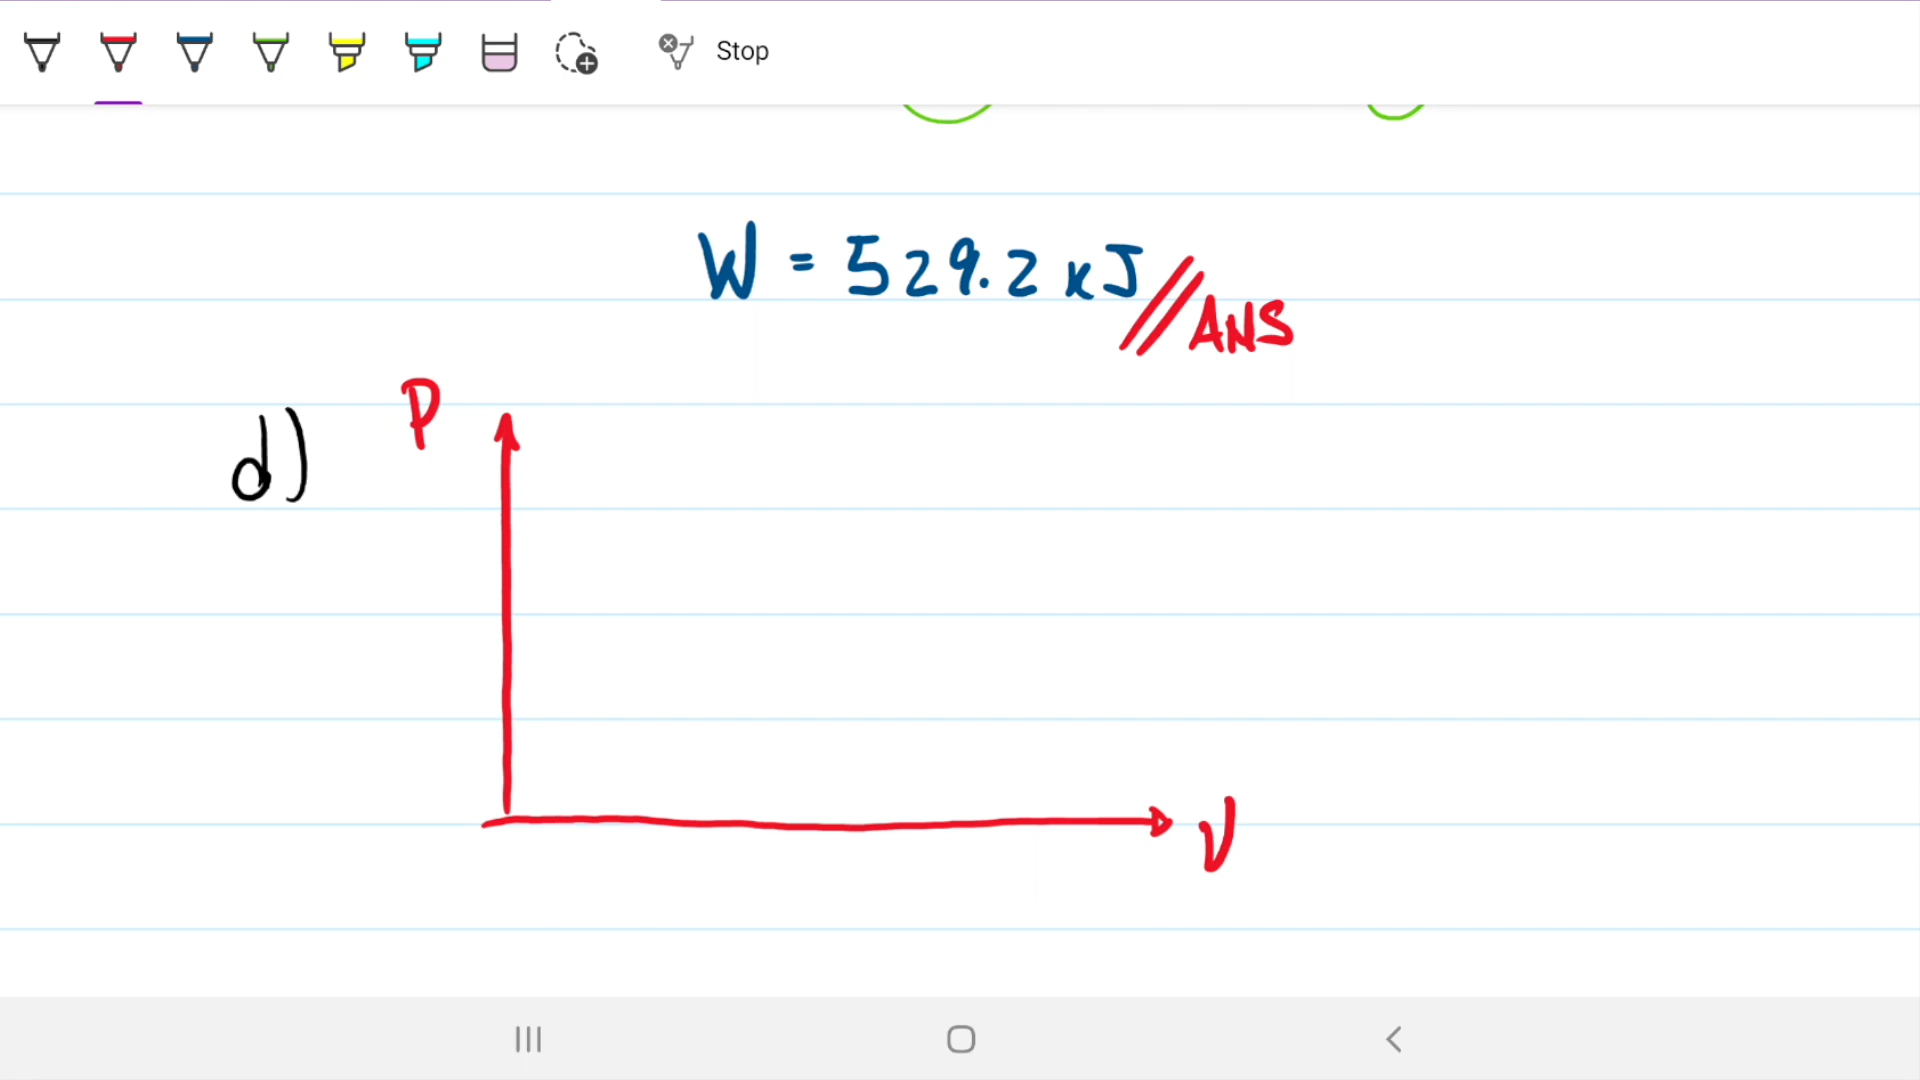 Stop
W = 529.2 kJ // ANS
d)
P
V